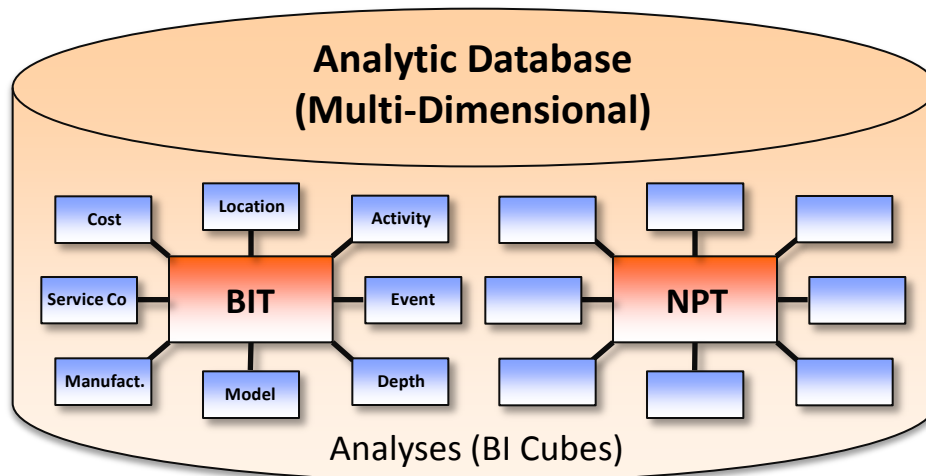 Analytic Database
(Multi-Dimensional)
Cost
Location
Activity
Service Co
BIT
Event
Manufact.
Model
Depth
NPT
Analyses (BI Cubes)